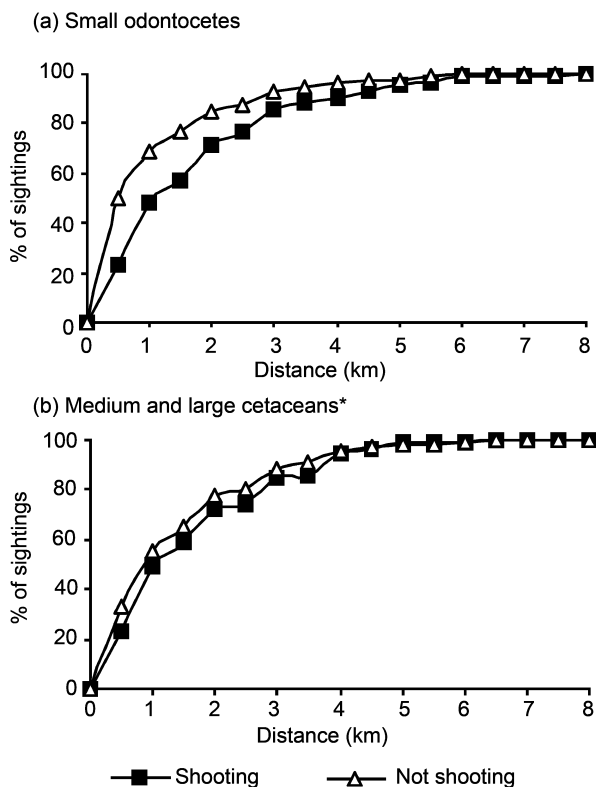 (a) Small odontocetes
100
80
60
40
20
0
% of sightings
0 1 2 3 4 5 6 7 8
Distance (km)
(b) Medium and large cetaceans*
100
80
60
40
20
0
% of sightings
0 1 2 3 4 5 6 7 8
Distance (km)
Shooting Not shooting